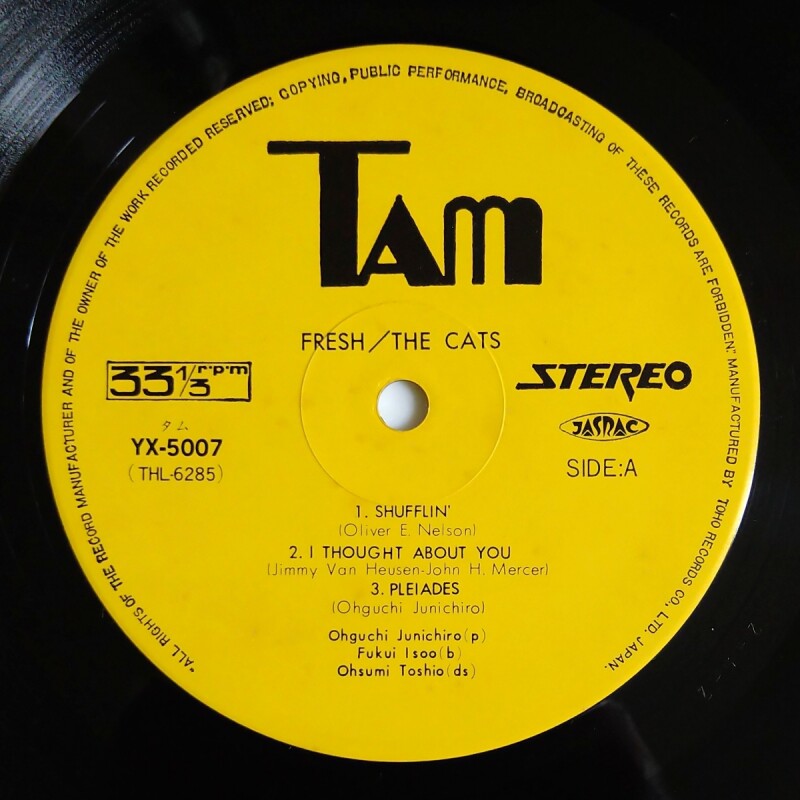 "ALL RIGHTS OF THE RECORD MANUFACTURER AND OF THE OWNER OF THE WORK RECORDED RESERVED; COPYING, PUBLIC PERFORMANCE, BROADCASTING OF THESE RECORDS ARE FORBIDDEN." MANUFACTURED BY TOHO RECORDS CO., LTD. JAPAN.
TAM
FRESH/THE CATS
33 1/3 r·p·m
STEREO
タム
YX-5007
(THL-6285)
JASRAC
SIDE:A
1. SHUFFLIN'
(Oliver E. Nelson)
2. I THOUGHT ABOUT YOU
(Jimmy Van Heusen-John H. Mercer)
3. PLEIADES
(Ohguchi Junichiro)
Ohguchi Junichiro(p)
Fukui Isoo(b)
Ohsumi Toshio(ds)